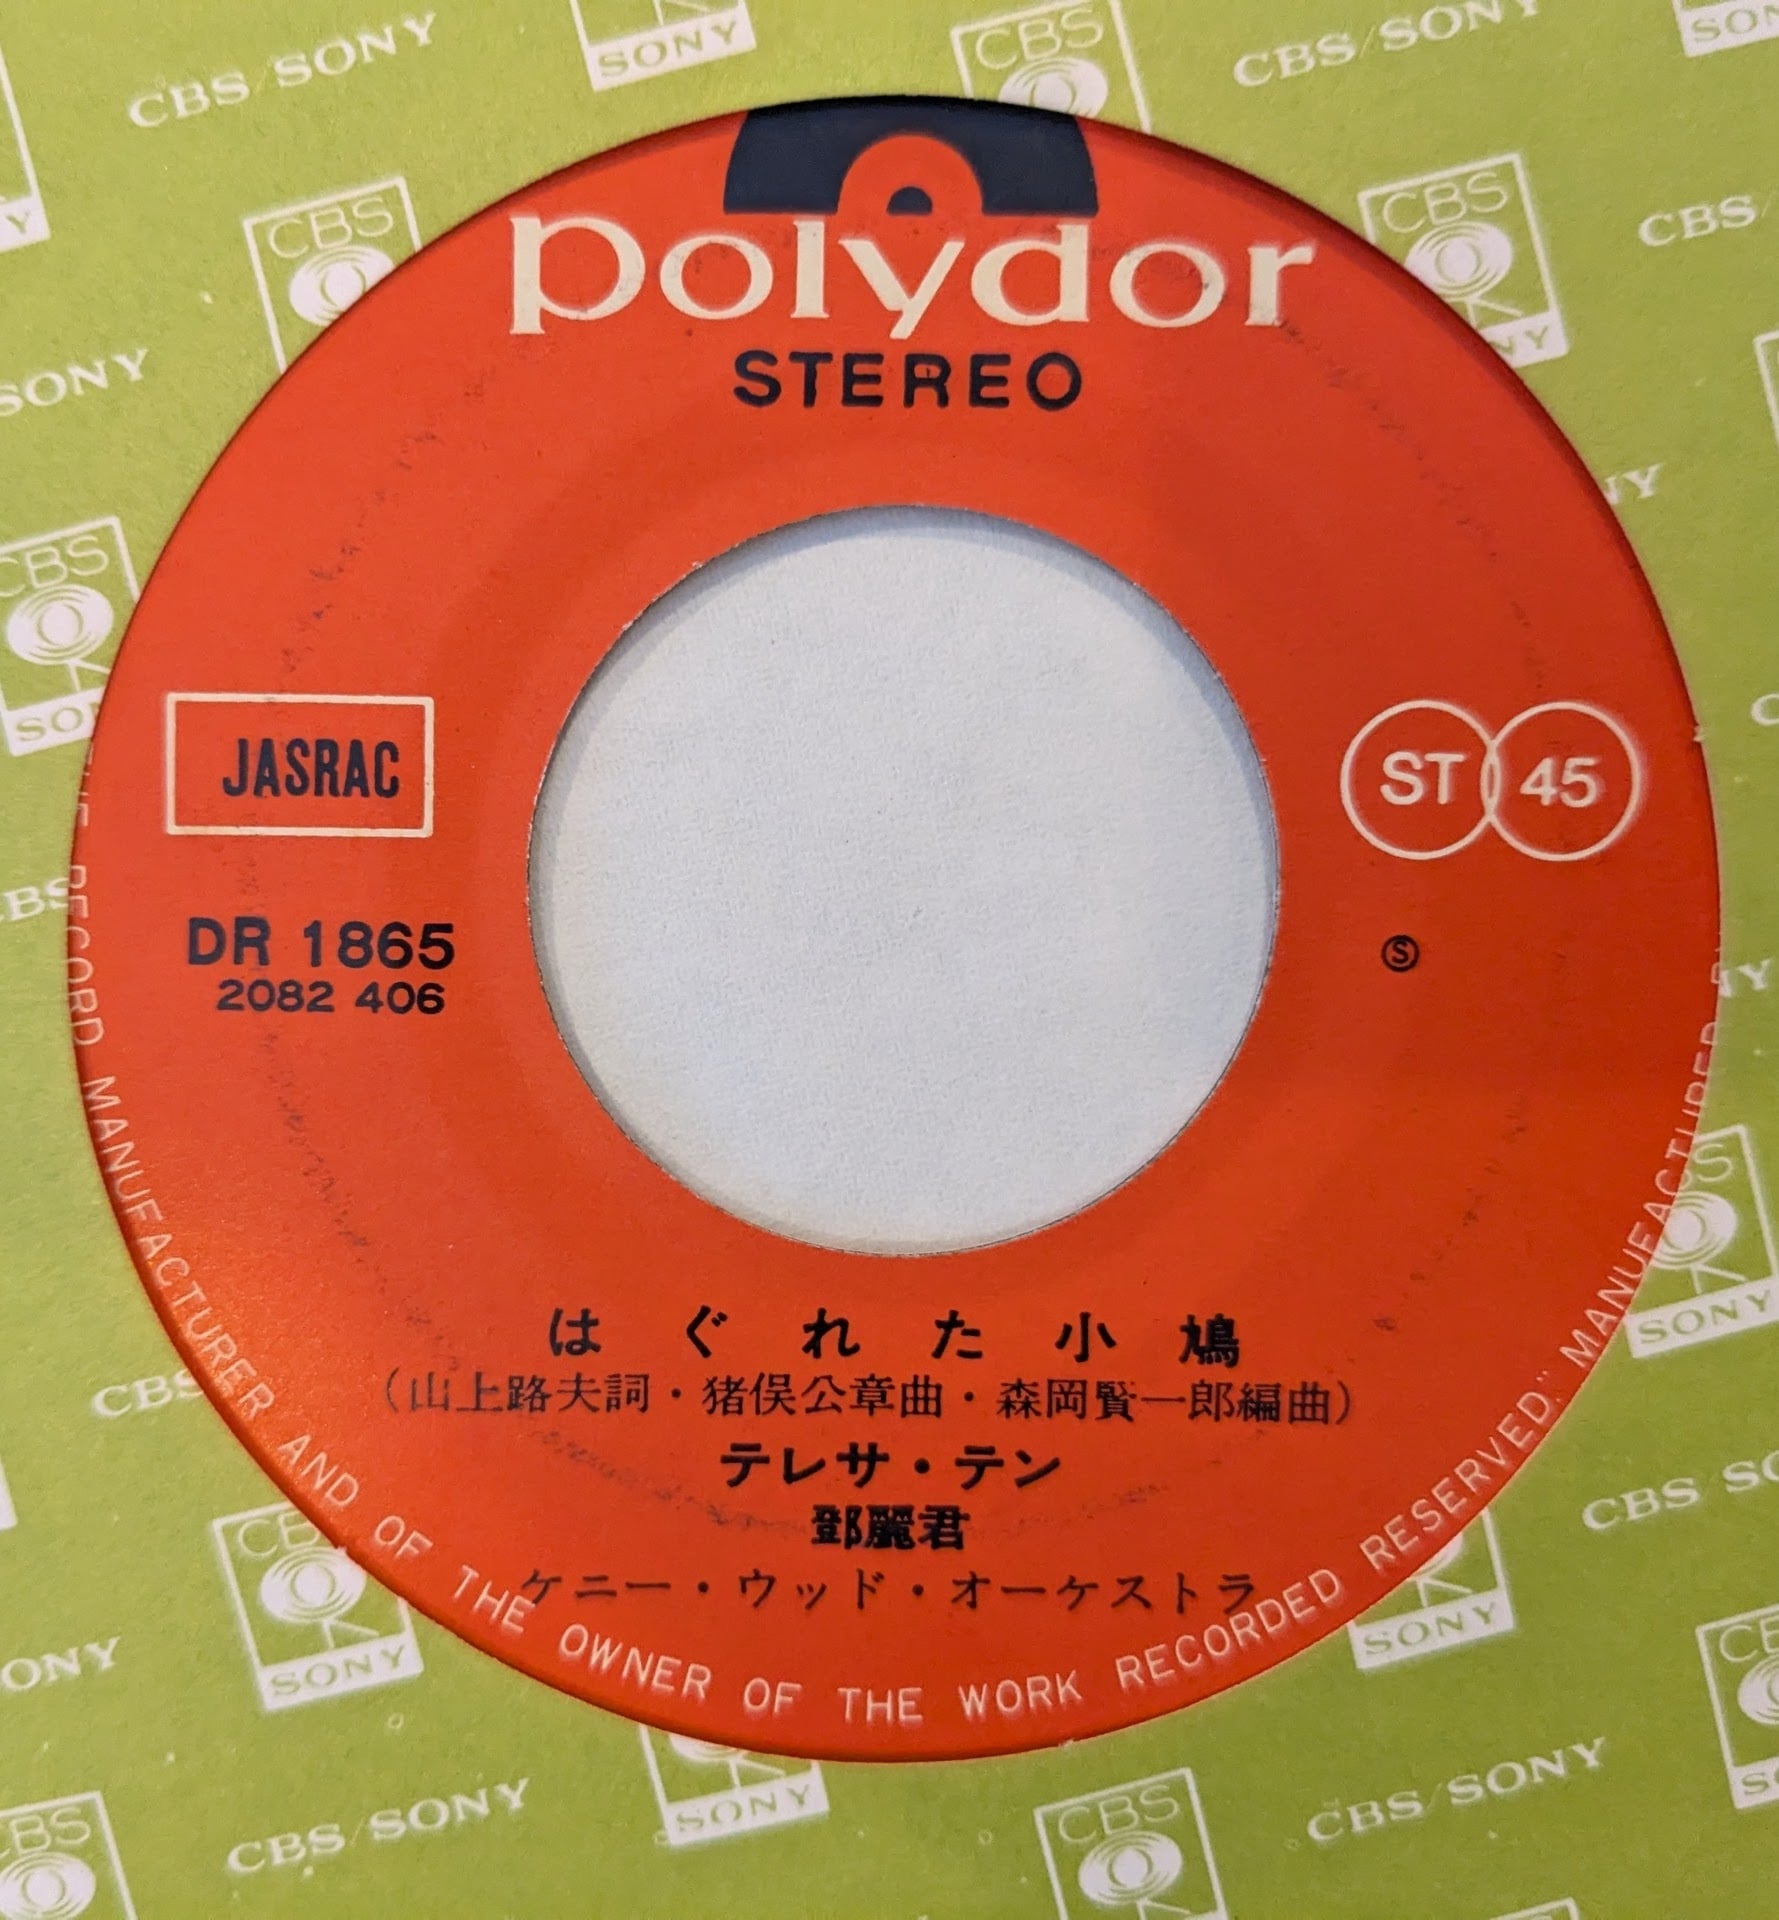 polydor
STEREO
JASRAC
ST 45
DR 1865
2082 406
Ⓢ
はぐれた小鳩
（山上路夫詞・猪俣公章曲・森岡賢一郎編曲）
テレサ・テン
鄧麗君
ケニー・ウッド・オーケストラ
RECORD MANUFACTURER AND OF THE OWNER OF THE WORK RECORDED RESERVED." MANUFACTURED
CBS/SONY
CBS SONY